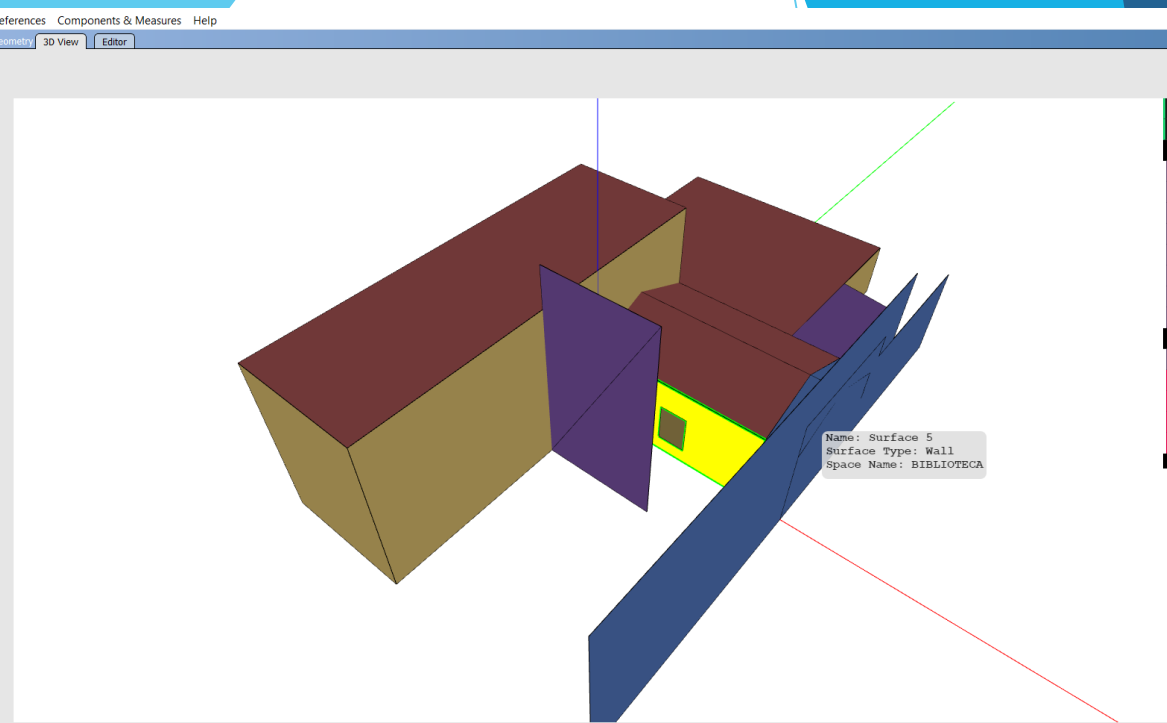 eferences Components & Measures Help
eometry 3D View Editor
Name: Surface 5
Surface Type: Wall
Space Name: BIBLIOTECA